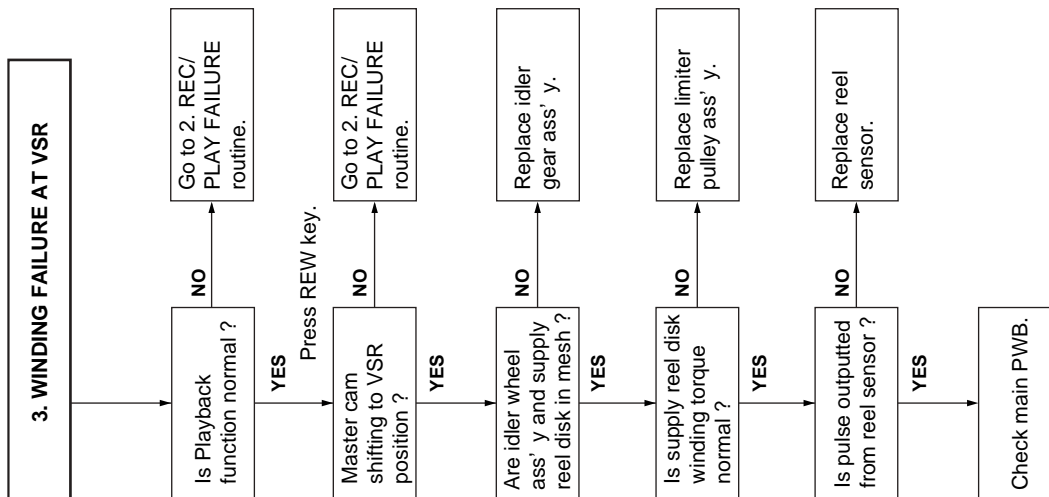 3. WINDING FAILURE AT VSR
Is Playback
function normal ?
NO
Go to 2. REC/
PLAY FAILURE
routine.
YES
Press REW key.
Master cam
shifting to VSR
position ?
NO
Go to 2. REC/
PLAY FAILURE
routine.
YES
Are idler wheel
ass' y and supply
reel disk in mesh ?
NO
Replace idler
gear ass' y.
YES
Is supply reel disk
winding torque
normal ?
NO
Replace limiter
pulley ass' y.
YES
Is pulse outputted
from reel sensor ?
NO
Replace reel
sensor.
YES
Check main PWB.